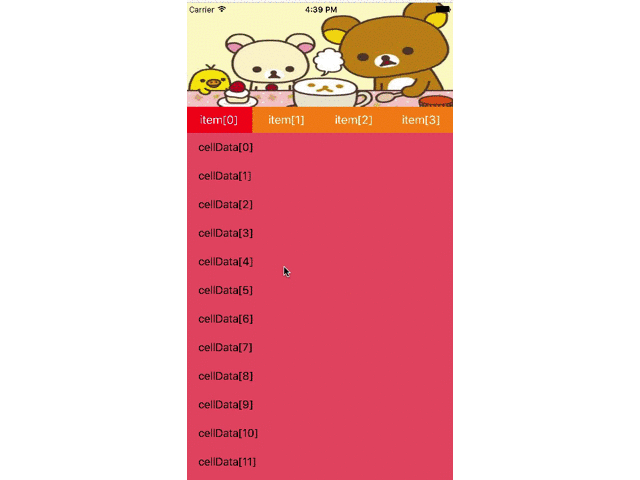 Carrier 4:39 PM
item[0] item[1] item[2] item[3]
cellData[0]
cellData[1]
cellData[2]
cellData[3]
cellData[4]
cellData[5]
cellData[6]
cellData[7]
cellData[8]
cellData[9]
cellData[10]
cellData[11]